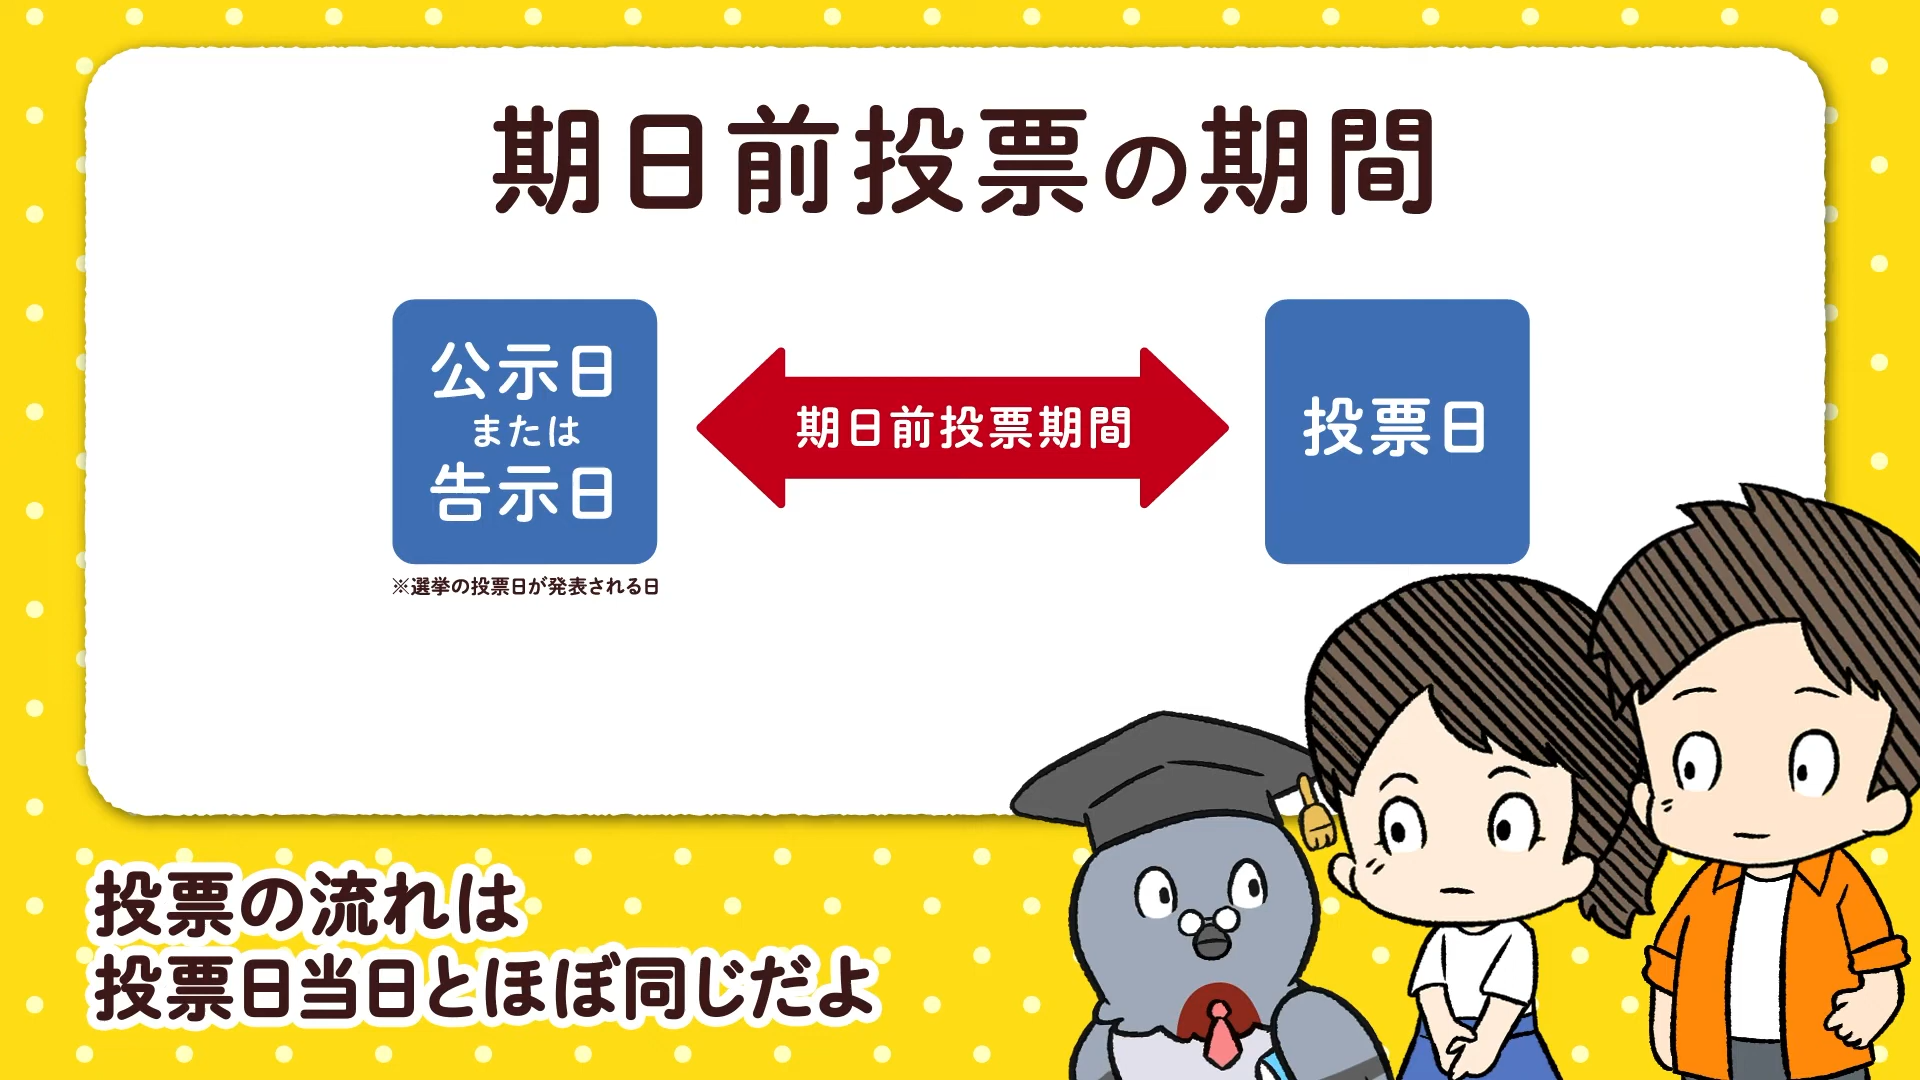 期日前投票の期間
公示日
または
告示日
※選挙の投票日が発表される日
期日前投票期間
投票日
投票の流れは
投票日当日とほぼ同じだよ